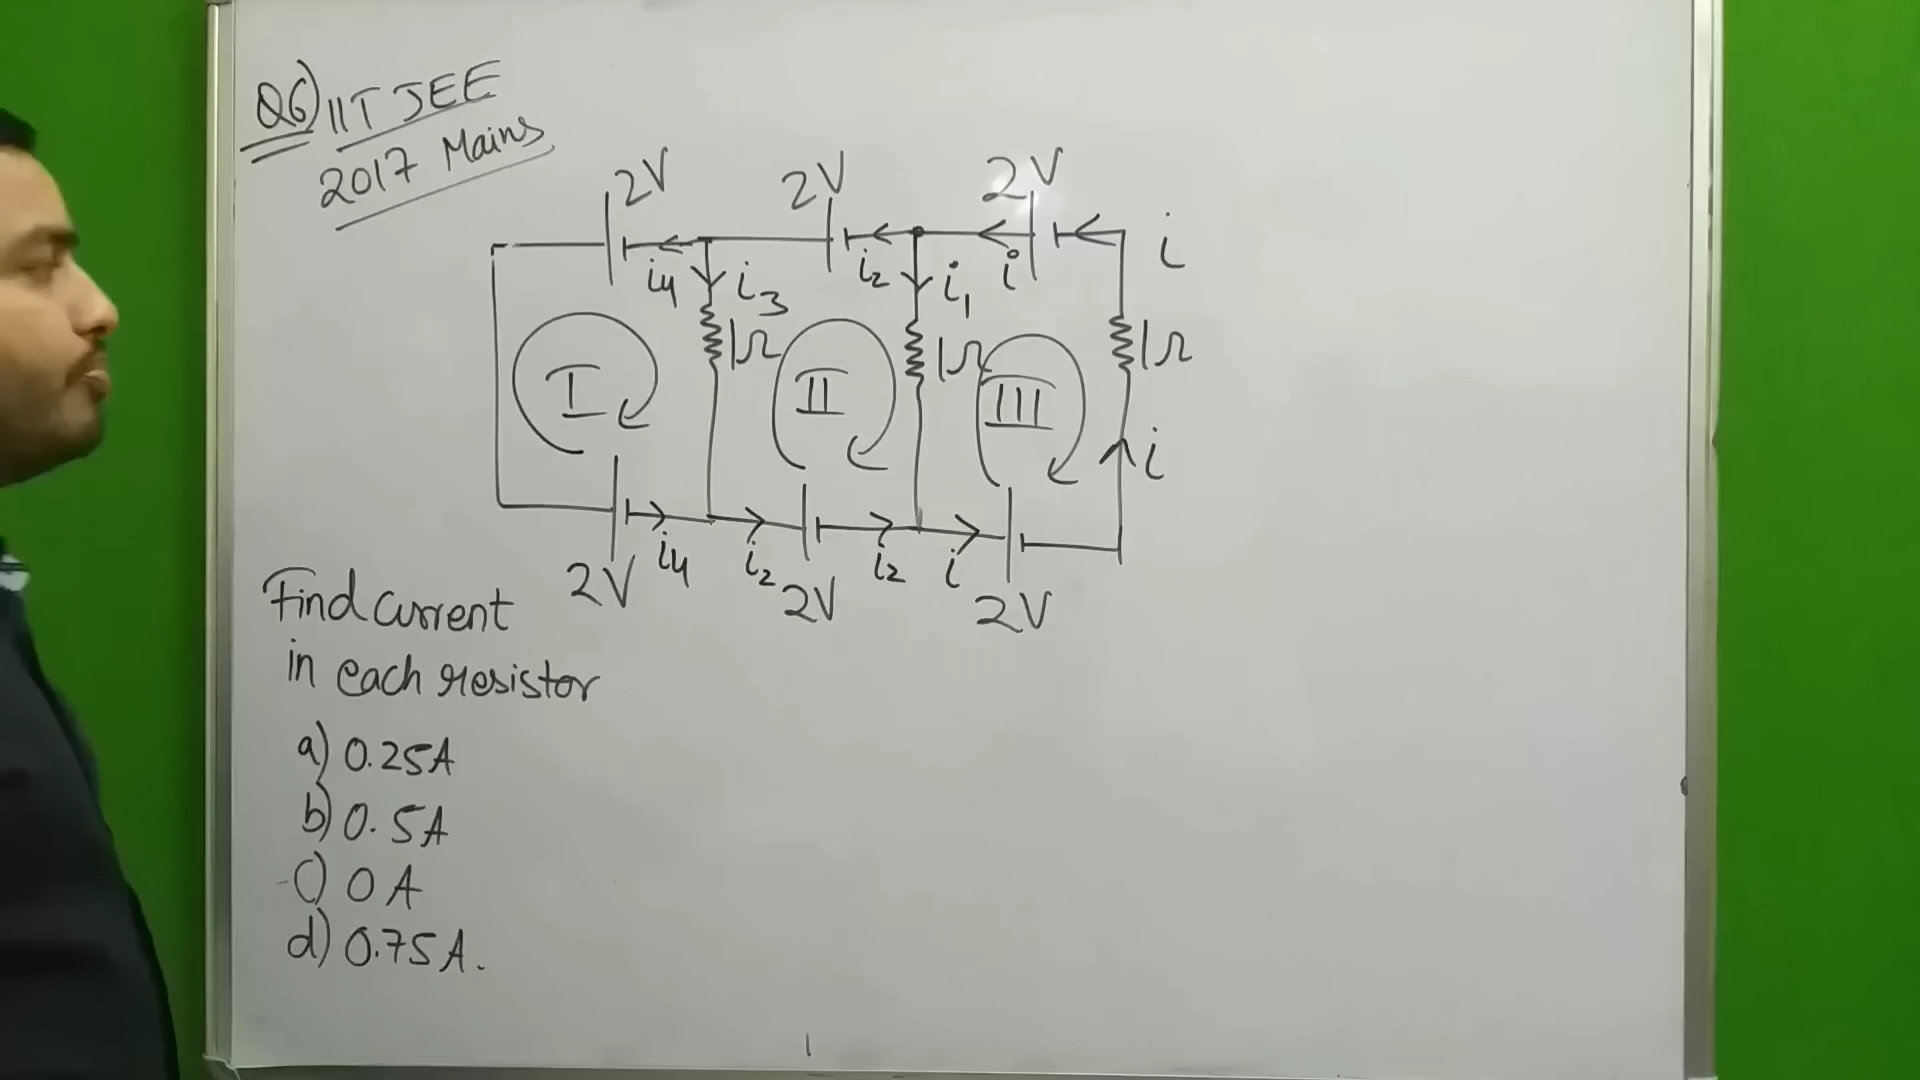 Q6) IIT JEE
2017 Mains
2V 2V 2V
i
i4 i3 i2 i1 i
1Ω 1Ω 1Ω
I II III
i
i4 i2 i2 i
2V 2V 2V
Find current
in each resistor
a) 0.25A
b) 0.5A
c) 0 A
d) 0.75A.